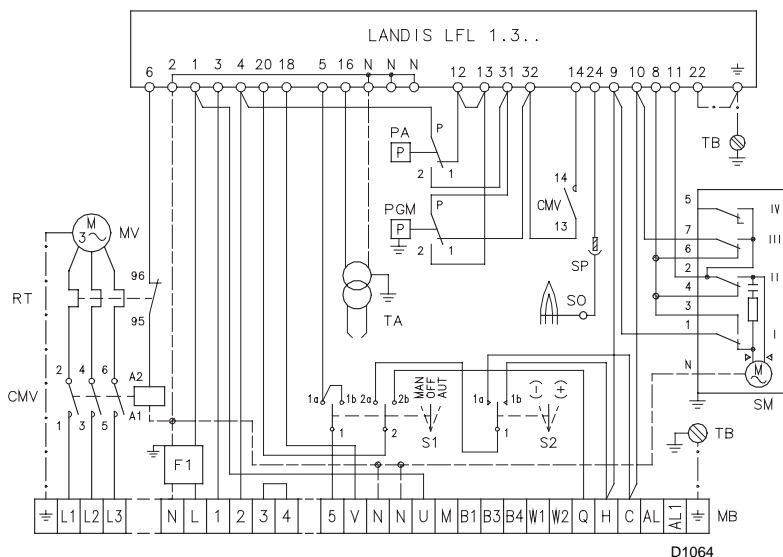 LANDIS LFL 1.3..
6 2 1 3 4 20 18 5 16 N N N 12 13 31 32 14 24 9 10 8 11 22
PA P P 2 1
TB
PGM P P 2 1
14 CMV 13
SP
SO
TA
M 3 MV
RT 96 95
CMV 2 4 6 A2
1 3 5 A1
5 IV
7 III
6
2 II
4
3
1 I
N M
SM
1a 1b 2a 2b MAN OFF AUT 1a 1b (-) (+)
1 2 S1 1 S2
TB
F1
L1 L2 L3 N L 1 2 3 4 5 V N N U M B1 B3 B4 W1 W2 Q H C AL AL1 MB
D1064